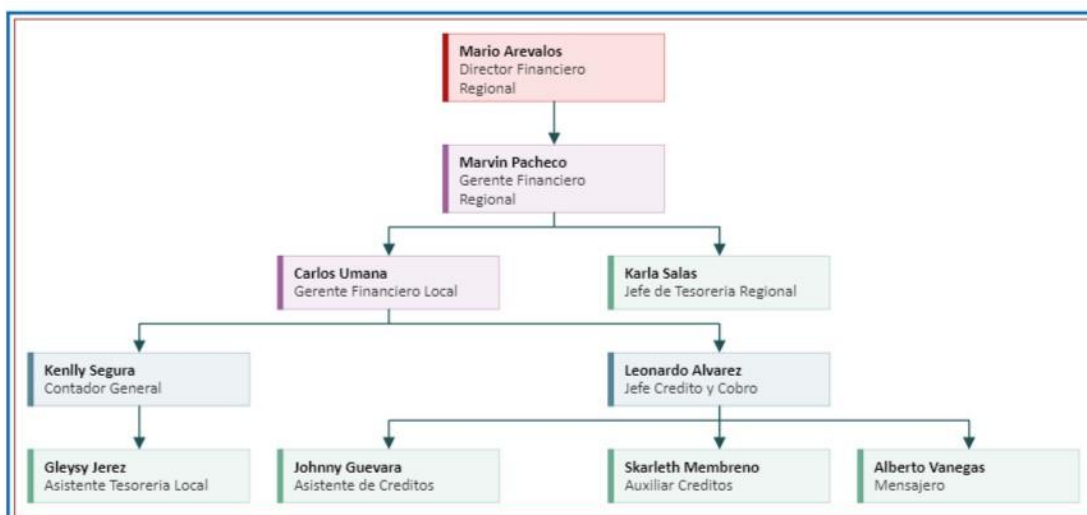 Mario Arevalos
Director Financiero
Regional
Marvin Pacheco
Gerente Financiero
Regional
Carlos Umana
Gerente Financiero Local
Karla Salas
Jefe de Tesoreria Regional
Kenlly Segura
Contador General
Leonardo Alvarez
Jefe Credito y Cobro
Gleysy Jerez
Asistente Tesoreria Local
Johnny Guevara
Asistente de Creditos
Skarleth Membreno
Auxiliar Creditos
Alberto Vanegas
Mensajero